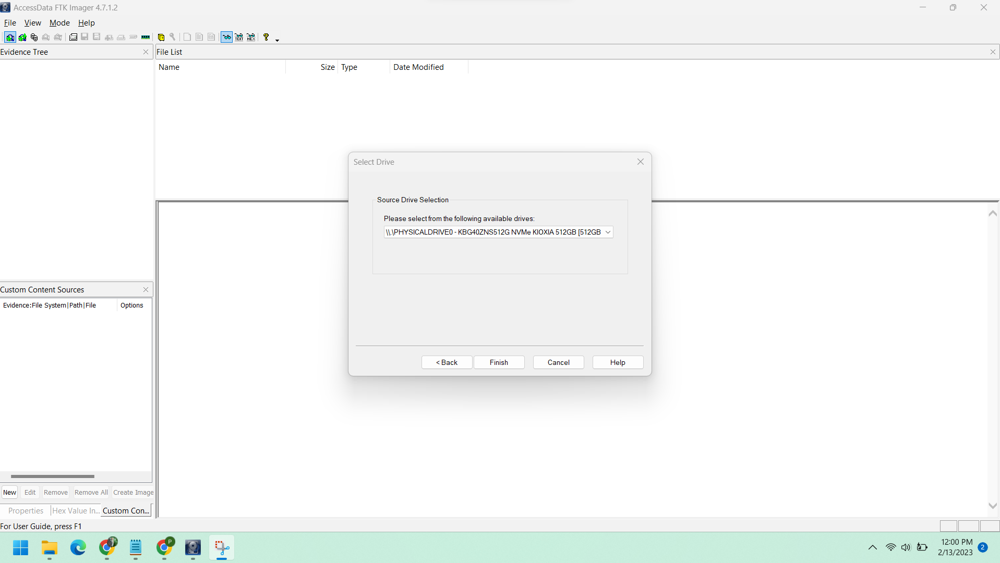 AccessData FTK Imager 4.7.1.2
File View Mode Help
TEXT HEX
Evidence Tree
File List
Name Size Type Date Modified
Select Drive
Source Drive Selection
Please select from the following available drives:
\\.\PHYSICALDRIVE0 - KBG40ZNS512G NVMe KIOXIA 512GB [512GB
< Back Finish Cancel Help
Custom Content Sources
Evidence:File System|Path|File Options
New Edit Remove Remove All Create Image
Properties Hex Value In... Custom Con...
For User Guide, press F1
P
12:00 PM
2/13/2023
2